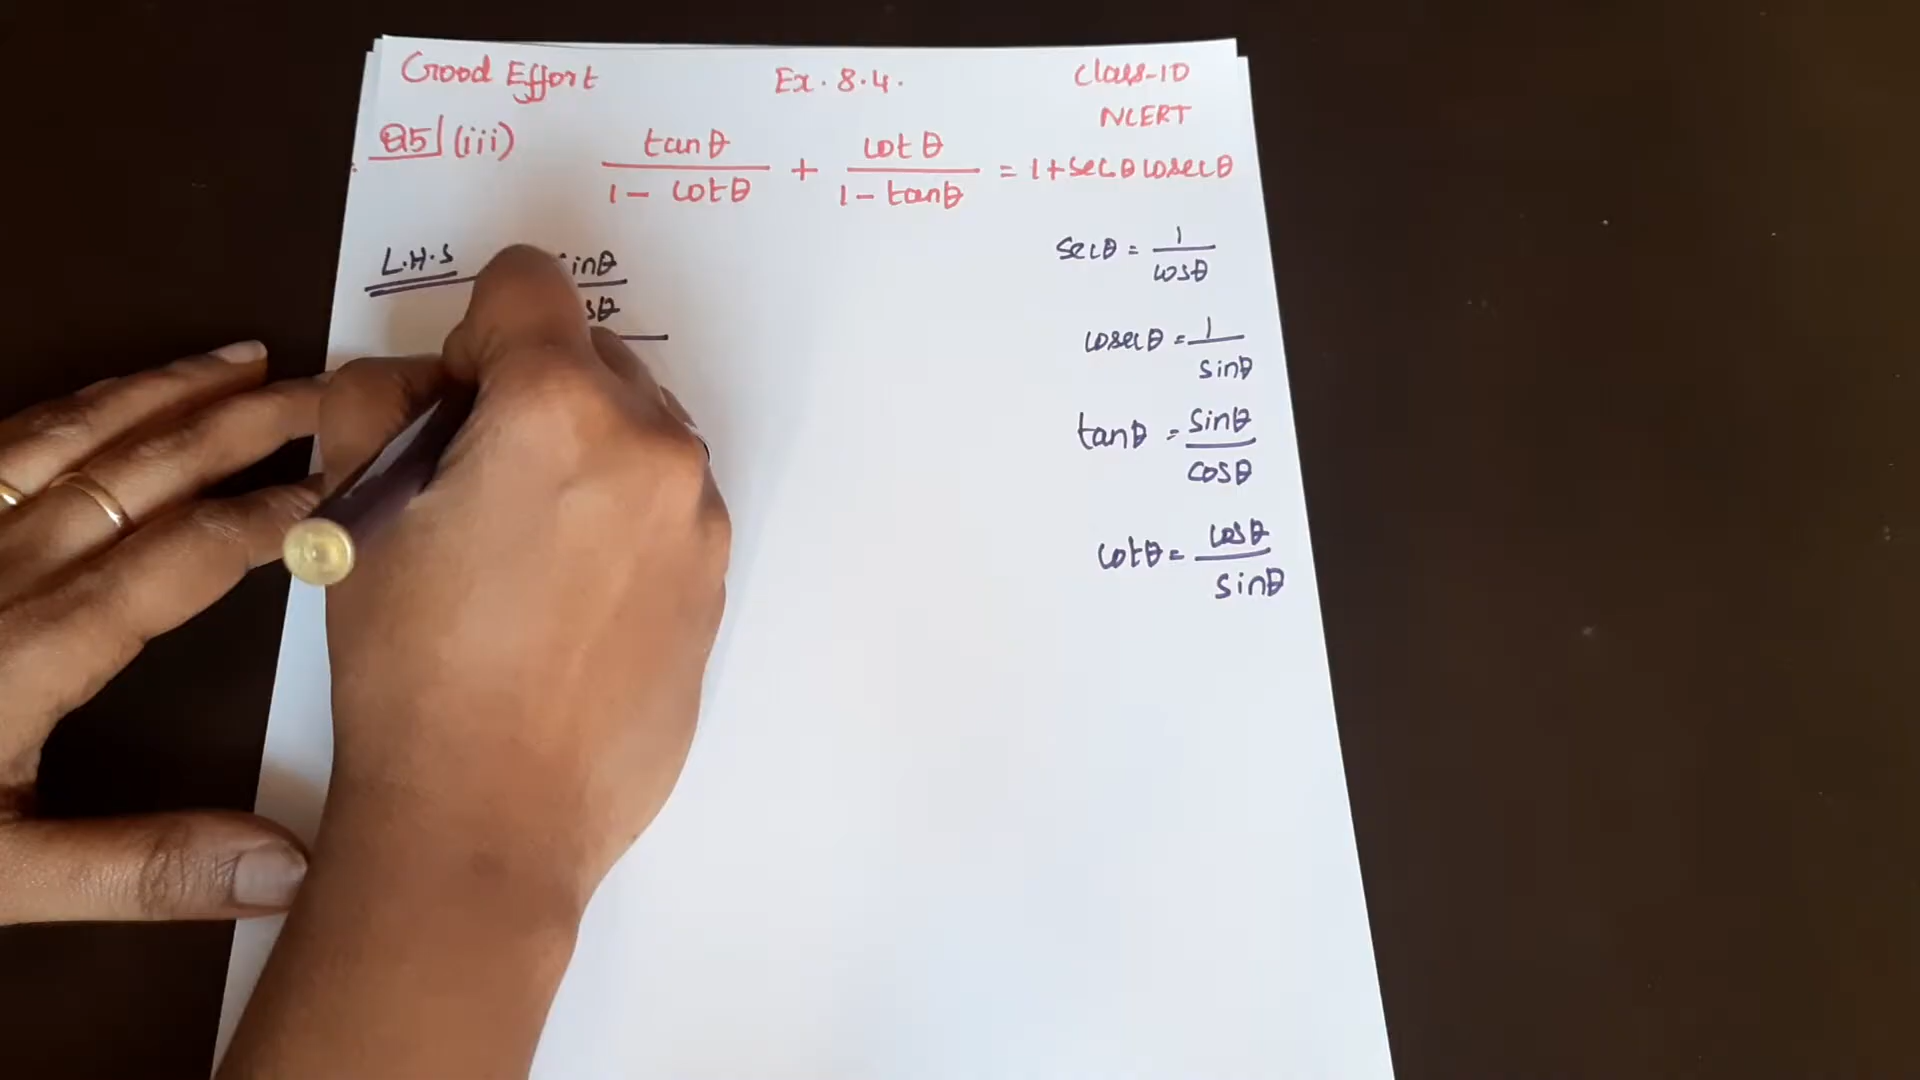 Good Effort Ex. 8.4. Class-10
NCERT
Q5 (iii) tanθ / 1 - cotθ + cotθ / 1 - tanθ = 1 + secθ cosecθ
L.H.S
secθ = 1 / cosθ
cosecθ = 1 / sinθ
tanθ = sinθ / cosθ
cotθ = cosθ / sinθ